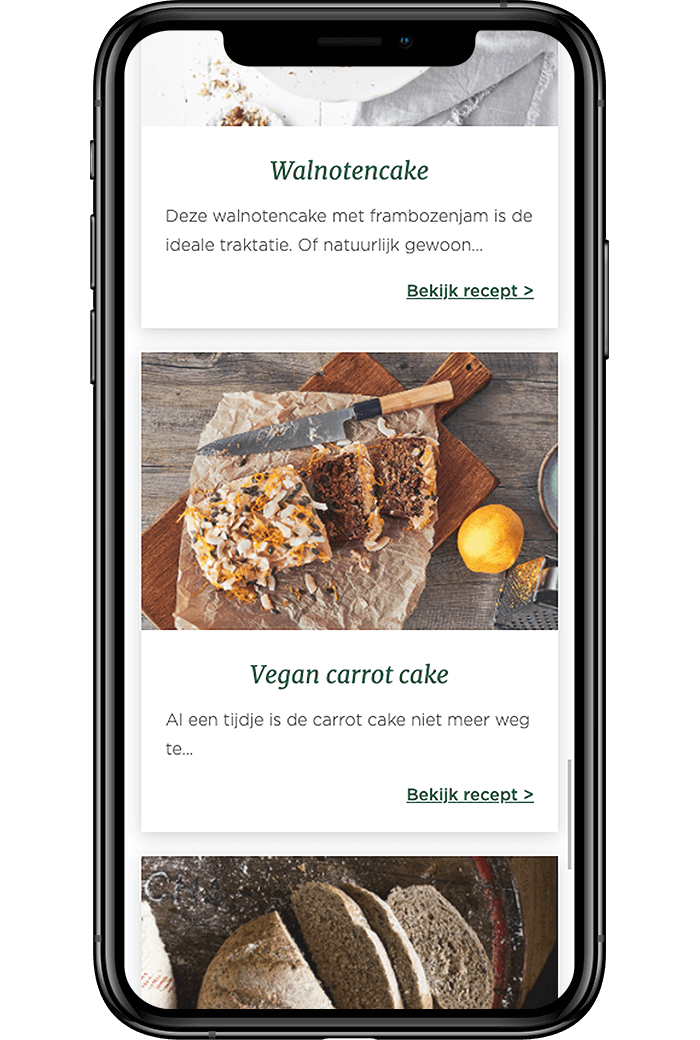 Walnotencake
Deze walnotencake met frambozenjam is de
ideale traktatie. Of natuurlijk gewoon...
Bekijk recept >
Vegan carrot cake
Al een tijdje is de carrot cake niet meer weg
te...
Bekijk recept >